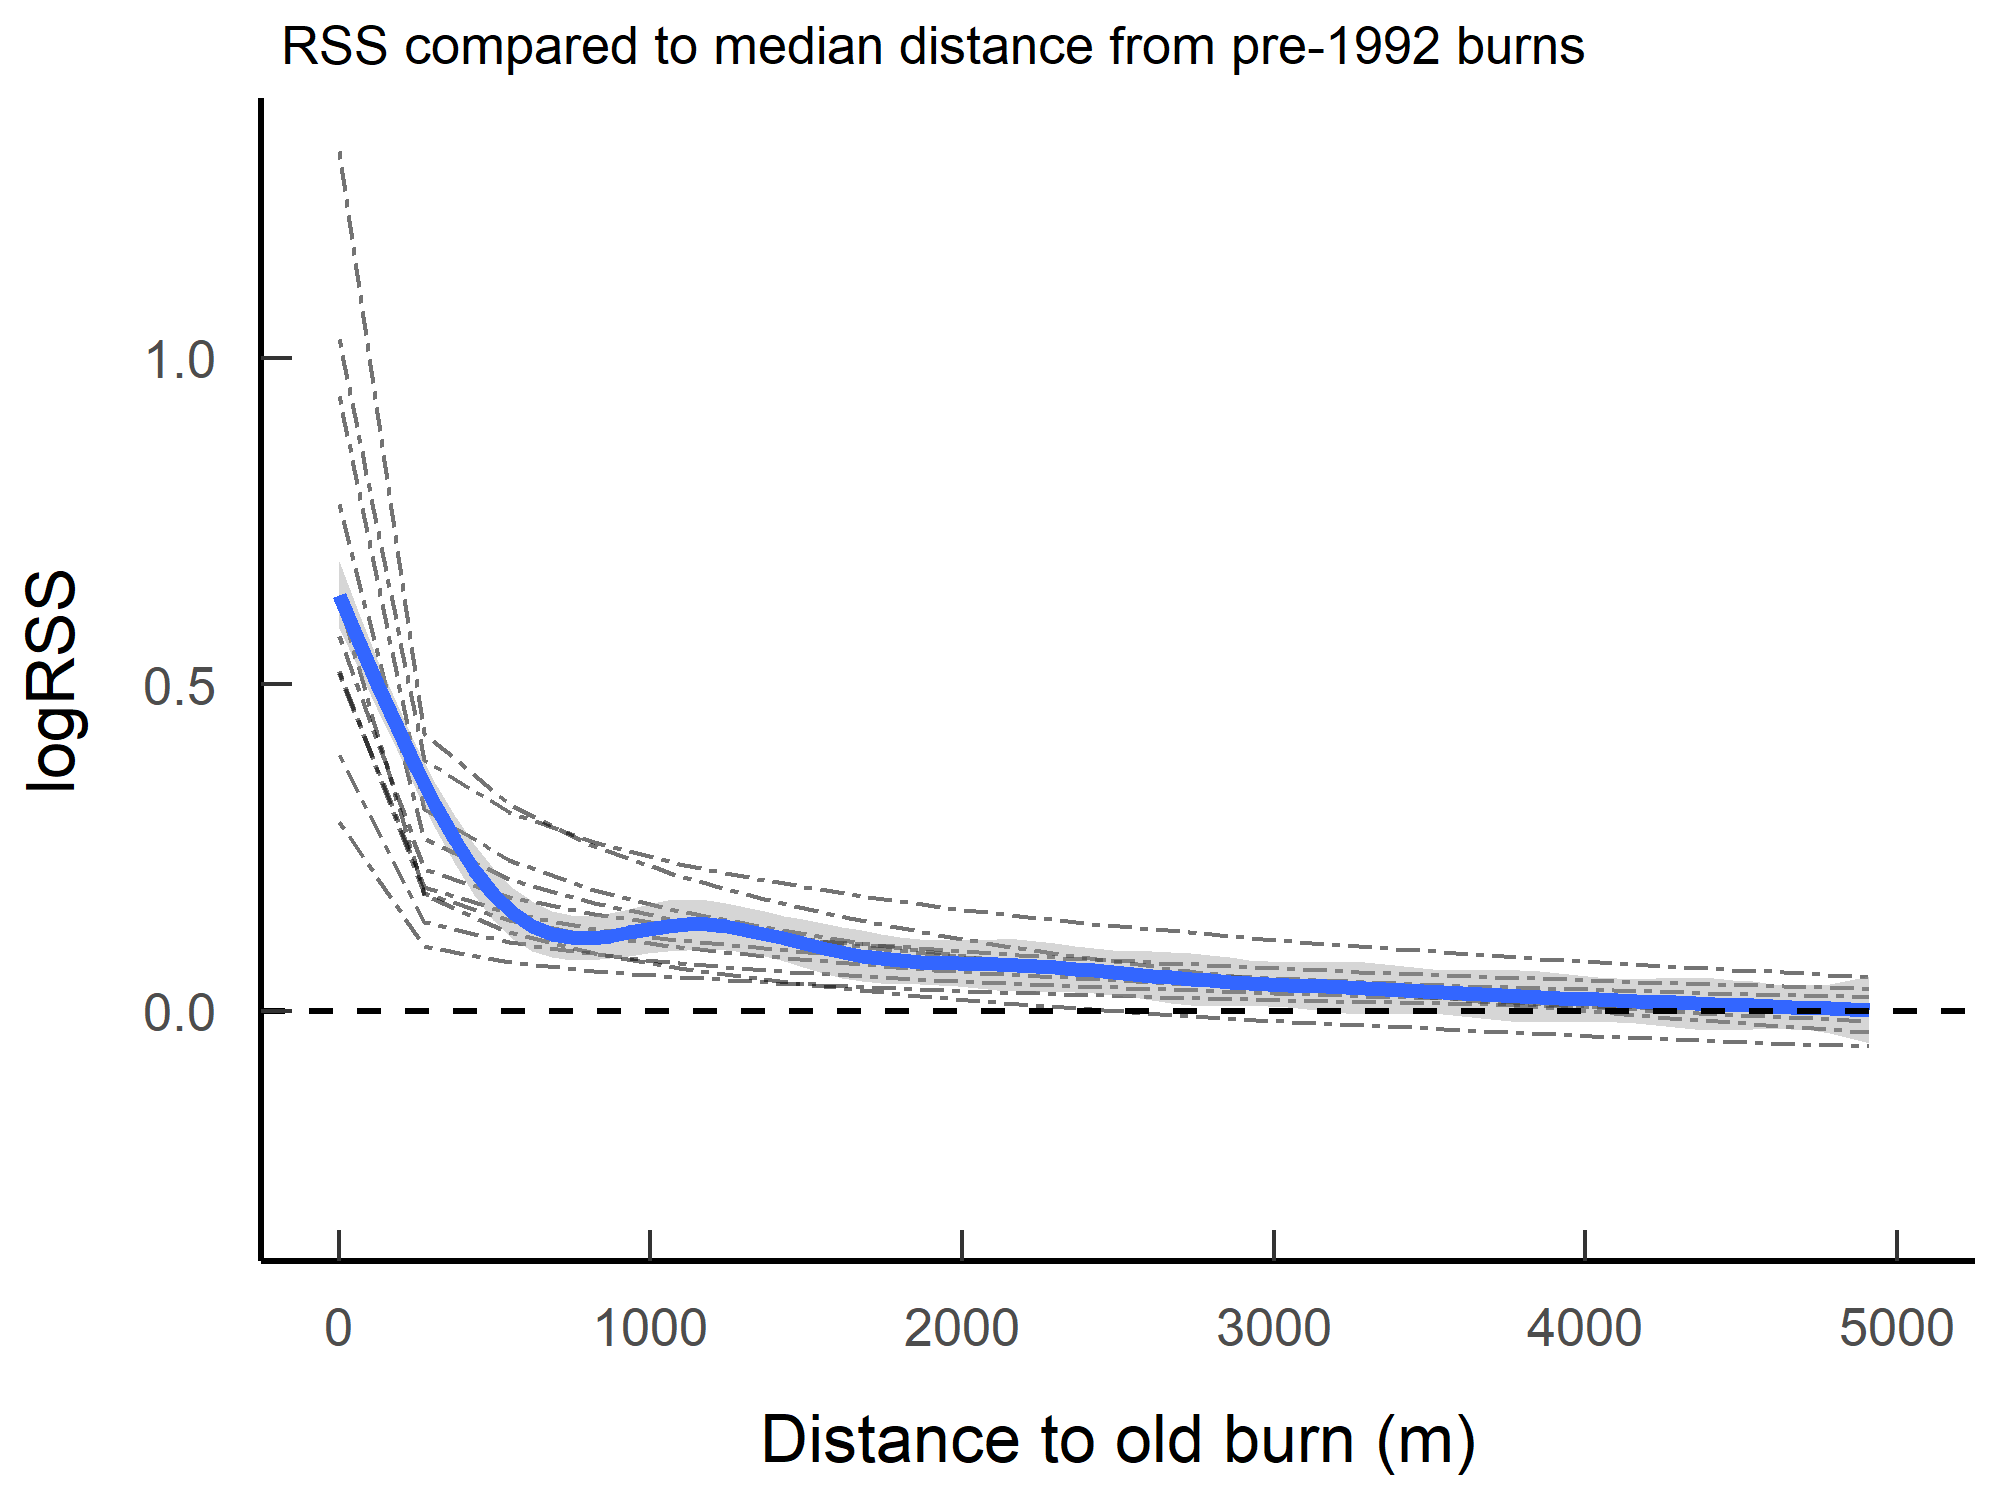 RSS compared to median distance from pre-1992 burns
logRSS
1.0
0.5
0.0
0 1000 2000 3000 4000 5000
Distance to old burn (m)